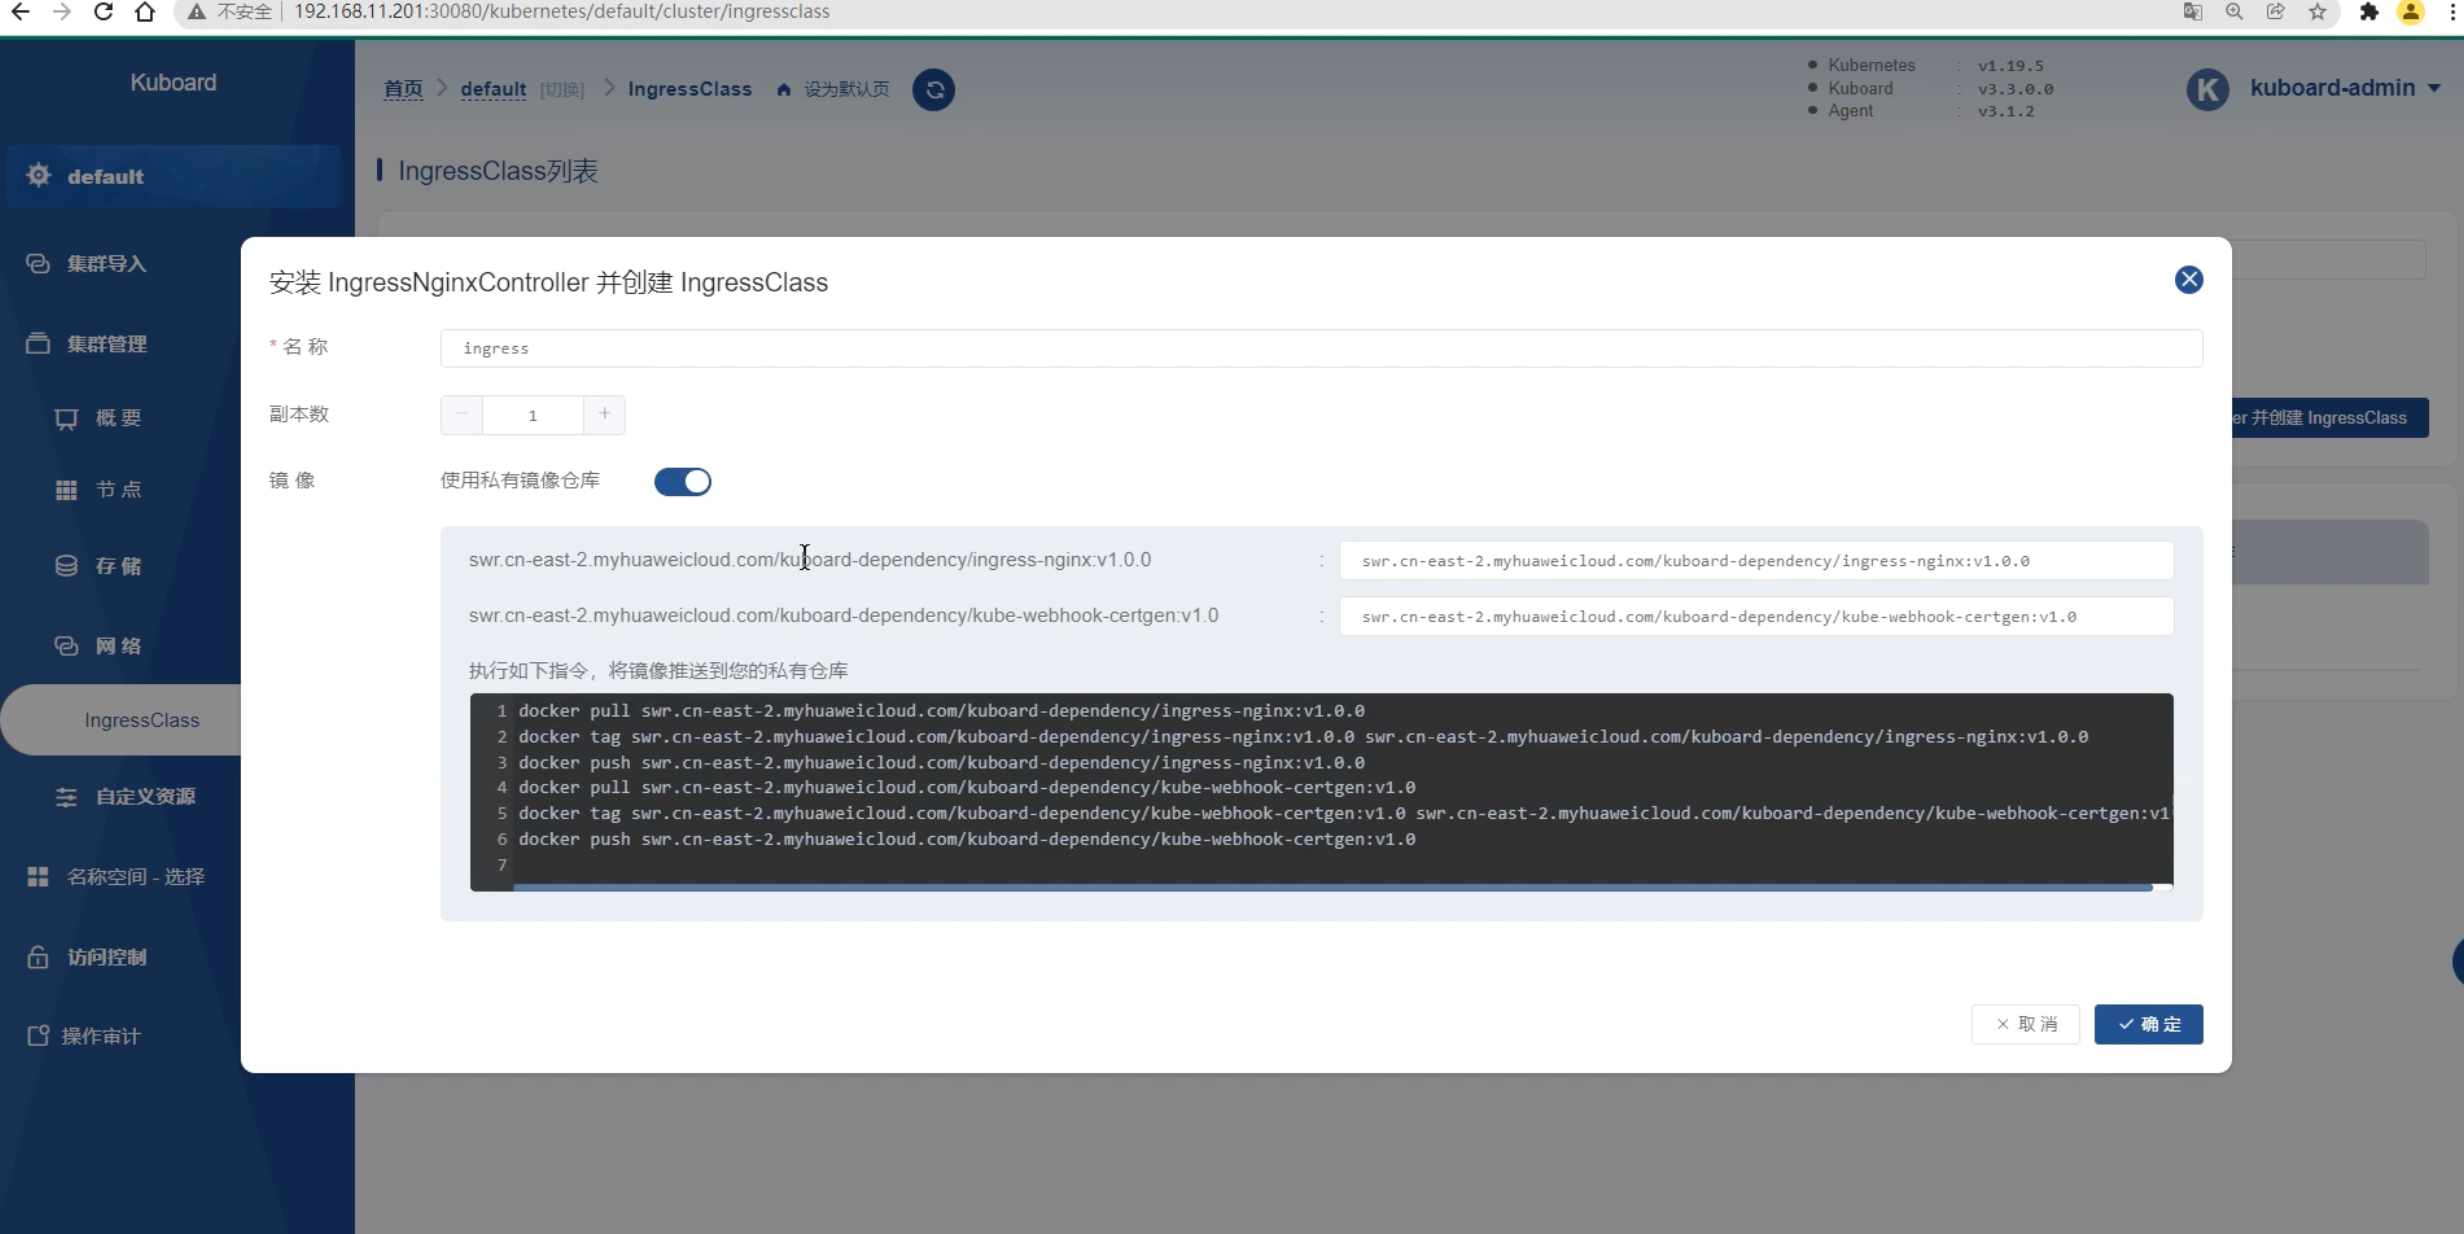 不安全 192.168.11.201:30080/kubernetes/default/cluster/ingressclass
Kuboard
首页 > default [切换] > IngressClass 设为默认页
Kubernetes : v1.19.5
Kuboard : v3.3.0.0
Agent : v3.1.2
K kuboard-admin
default
IngressClass列表
集群导入
集群管理
概要
节点
存储
网络
IngressClass
自定义资源
名称空间 - 选择
访问控制
操作审计
er 并创建 IngressClass
安装 IngressNginxController 并创建 IngressClass
* 名称 ingress
副本数 − 1 +
镜像 使用私有镜像仓库
swr.cn-east-2.myhuaweicloud.com/kuboard-dependency/ingress-nginx:v1.0.0 : swr.cn-east-2.myhuaweicloud.com/kuboard-dependency/ingress-nginx:v1.0.0
swr.cn-east-2.myhuaweicloud.com/kuboard-dependency/kube-webhook-certgen:v1.0 : swr.cn-east-2.myhuaweicloud.com/kuboard-dependency/kube-webhook-certgen:v1.0
执行如下指令，将镜像推送到您的私有仓库
1 docker pull swr.cn-east-2.myhuaweicloud.com/kuboard-dependency/ingress-nginx:v1.0.0
2 docker tag swr.cn-east-2.myhuaweicloud.com/kuboard-dependency/ingress-nginx:v1.0.0 swr.cn-east-2.myhuaweicloud.com/kuboard-dependency/ingress-nginx:v1.0.0
3 docker push swr.cn-east-2.myhuaweicloud.com/kuboard-dependency/ingress-nginx:v1.0.0
4 docker pull swr.cn-east-2.myhuaweicloud.com/kuboard-dependency/kube-webhook-certgen:v1.0
5 docker tag swr.cn-east-2.myhuaweicloud.com/kuboard-dependency/kube-webhook-certgen:v1.0 swr.cn-east-2.myhuaweicloud.com/kuboard-dependency/kube-webhook-certgen:v1
6 docker push swr.cn-east-2.myhuaweicloud.com/kuboard-dependency/kube-webhook-certgen:v1.0
7
取消
确定